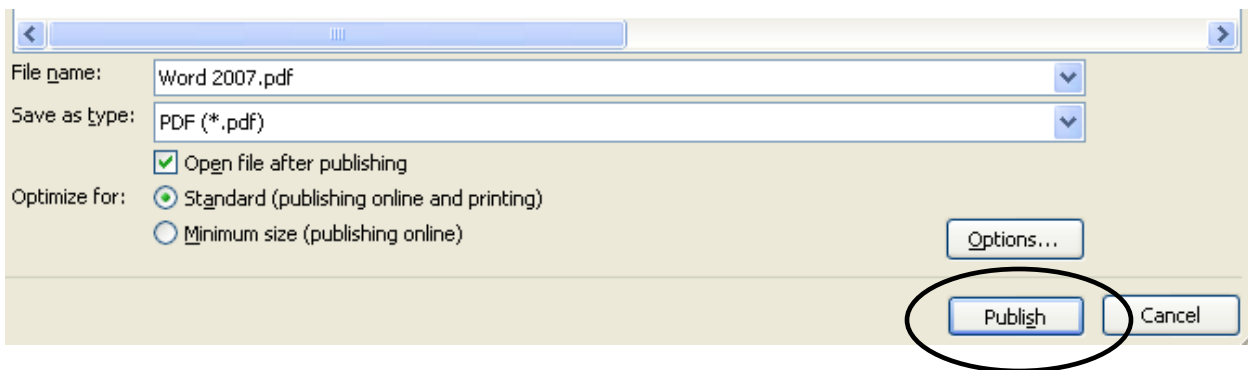 File name: Word 2007.pdf
Save as type: PDF (*.pdf)
Open file after publishing
Optimize for: Standard (publishing online and printing)
Minimum size (publishing online)
Options...
Publish Cancel